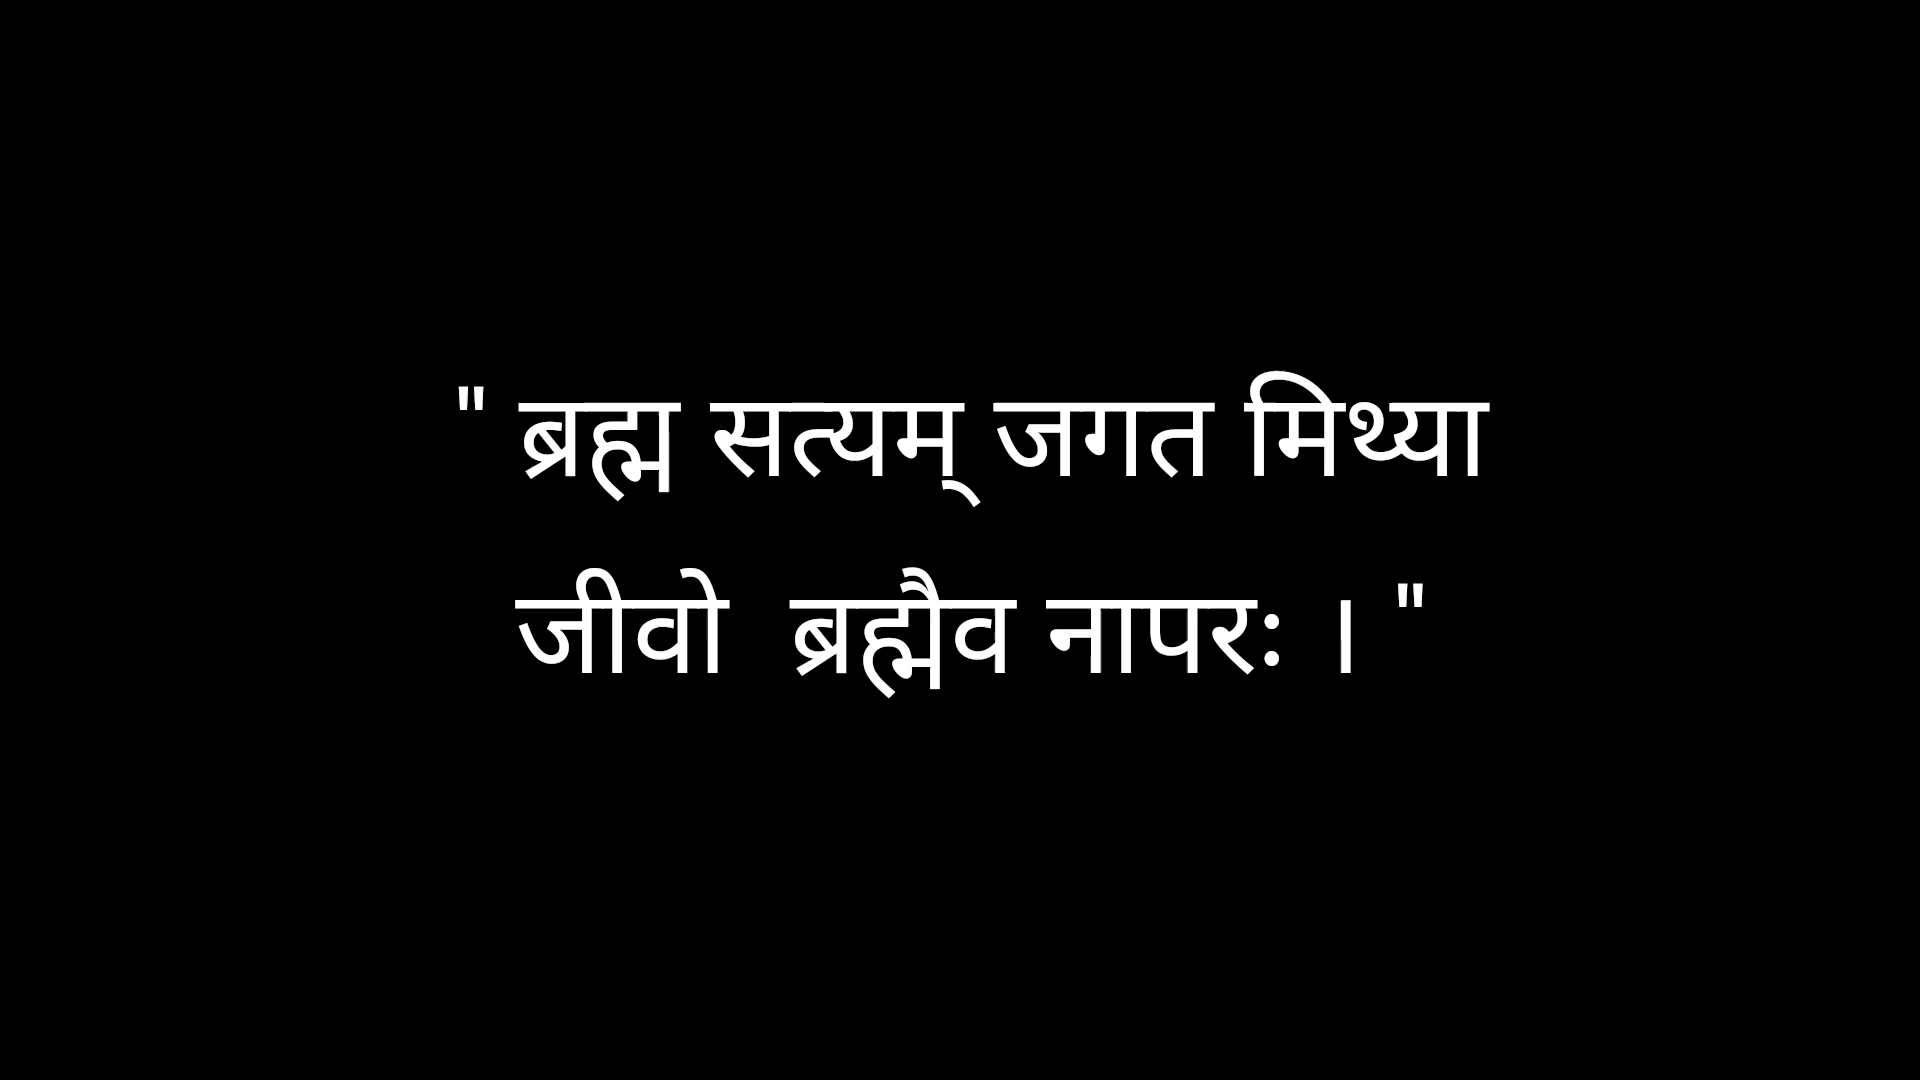 " ब्रह्म सत्यम् जगत मिथ्या
जीवो  ब्रह्मैव नापरः । "